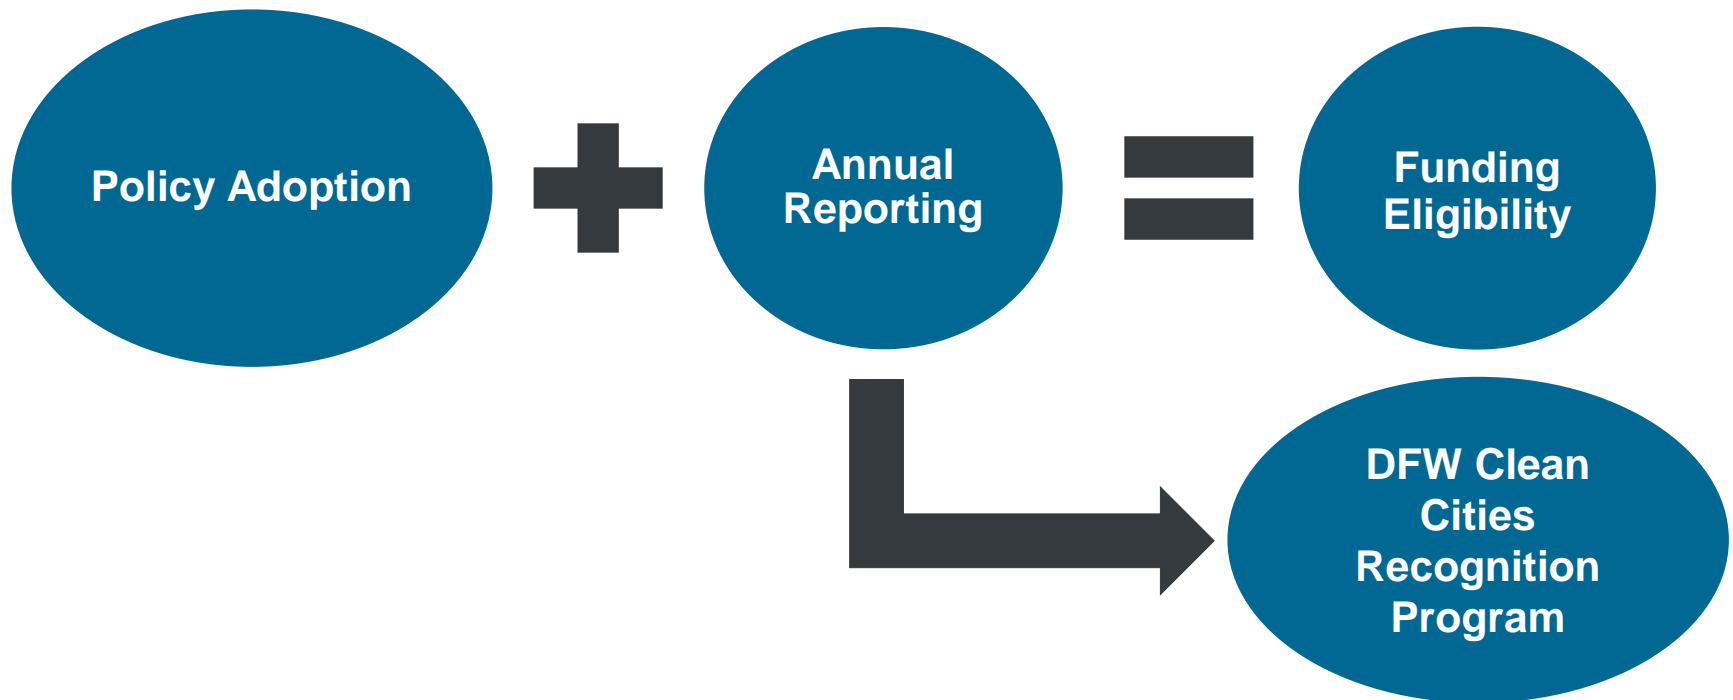 Policy Adoption
Annual
Reporting
Funding
Eligibility
DFW Clean
Cities
Recognition
Program